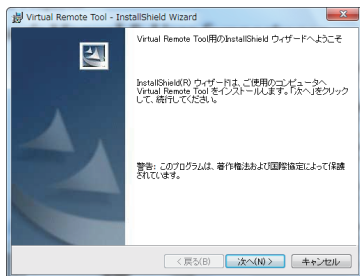 Virtual Remote Tool - InstallShield Wizard
Virtual Remote Tool用のInstallShield ウィザードへようこそ
InstallShield(R) ウィザードは、ご使用のコンピュータへ
Virtual Remote Tool をインストールします。「次へ」をクリック
して、続行してください。
警告: このプログラムは、著作権法および国際協定によって保護
されています。
< 戻る(B) 次へ(N) > キャンセル